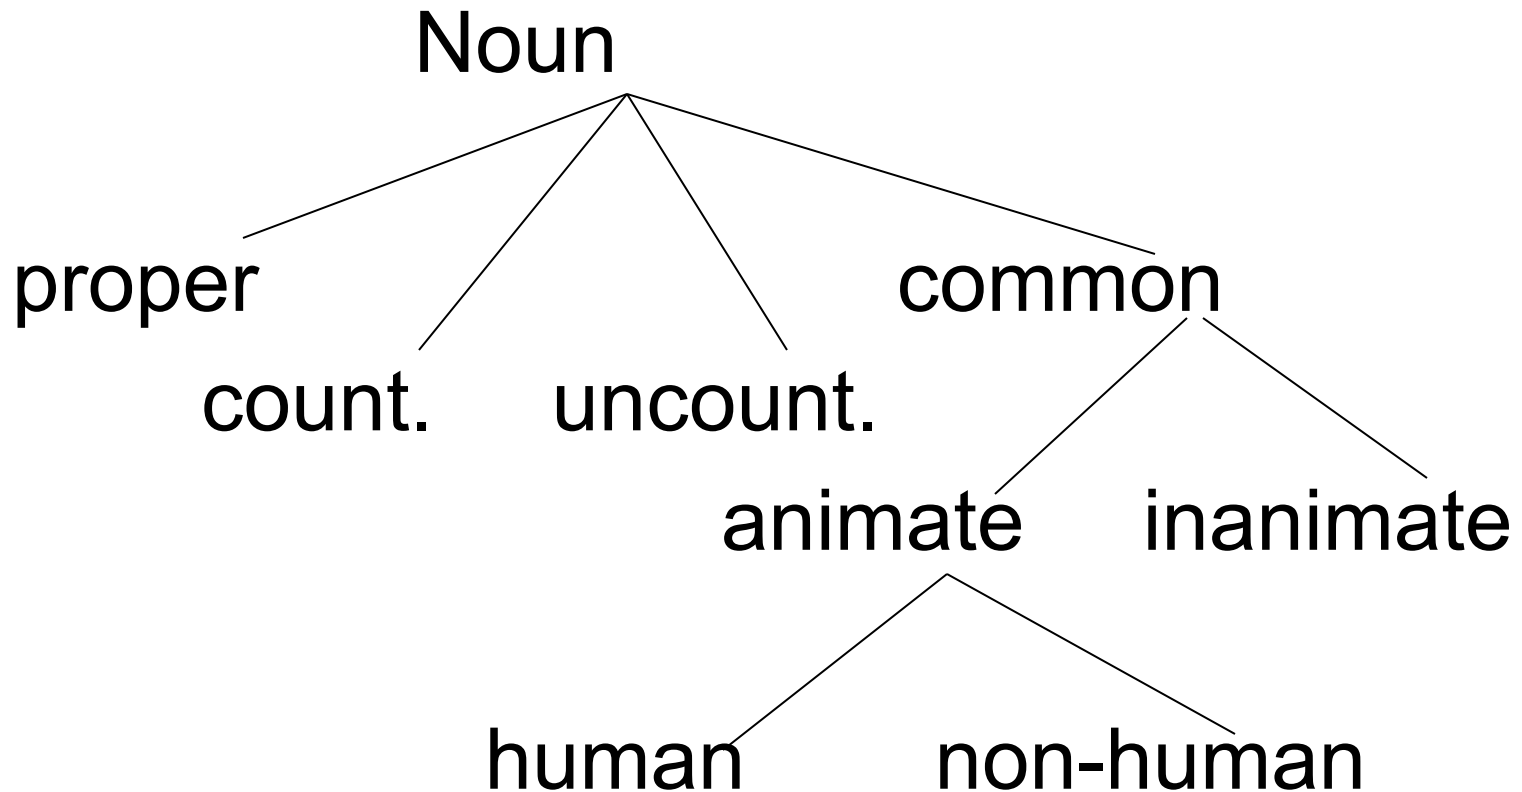 Noun
proper common
count. uncount.
animate inanimate
human non-human